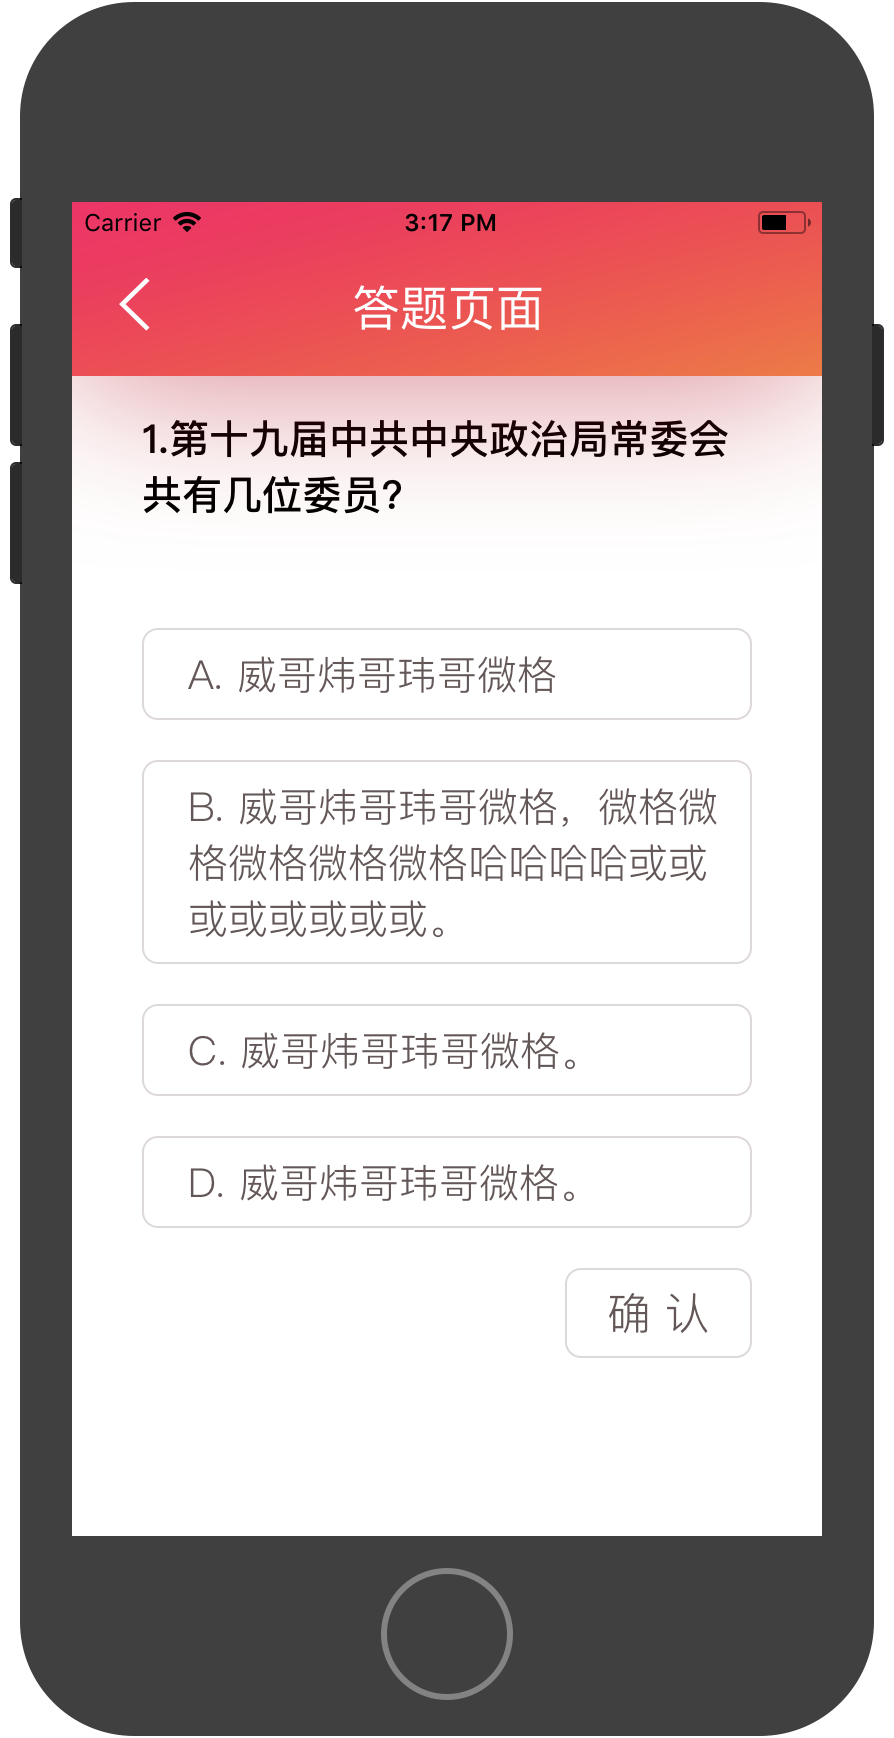 Carrier 3:17 PM
答题页面
1.第十九届中共中央政治局常委会
共有几位委员?
A. 威哥炜哥玮哥微格
B. 威哥炜哥玮哥微格，微格微
格微格微格微格哈哈哈哈或或
或或或或或或。
C. 威哥炜哥玮哥微格。
D. 威哥炜哥玮哥微格。
确 认